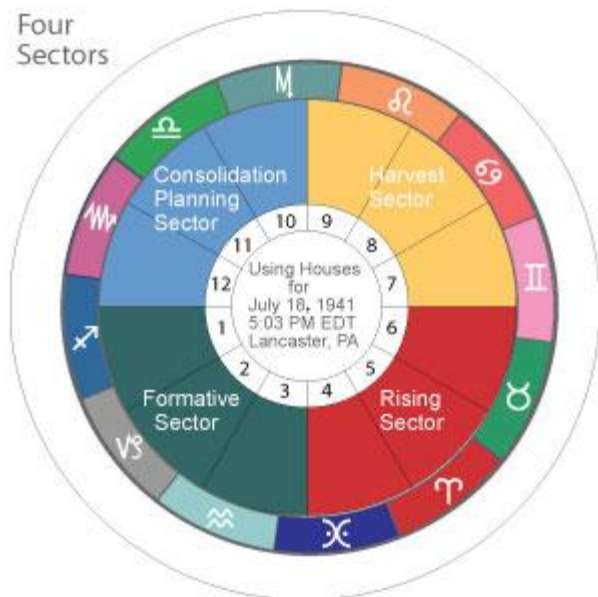 Four
Sectors
Consolidation
Planning
Sector
Harvest
Sector
10
9
11
8
12
7
1
6
2
5
3
4
Using Houses
for
July 18, 1941
5:03 PM EDT
Lancaster, PA
Formative
Sector
Rising
Sector
♎
♏
♌
♋
♊
♉
♈
♓
♒
♑
♐